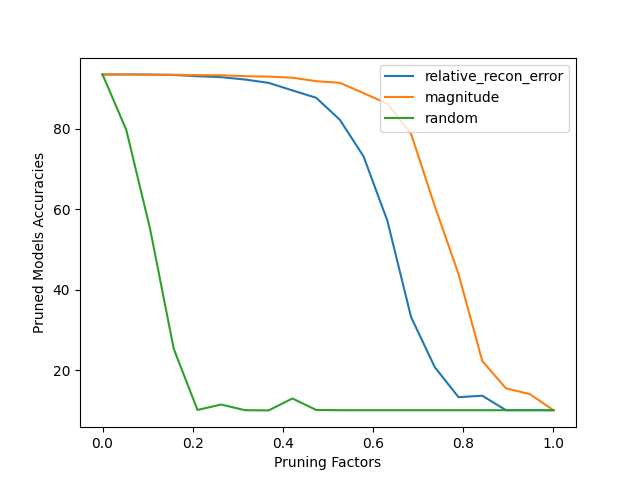 relative_recon_error
magnitude
random
Pruned Models Accuracies
80
60
40
20
0.0 0.2 0.4 0.6 0.8 1.0
Pruning Factors